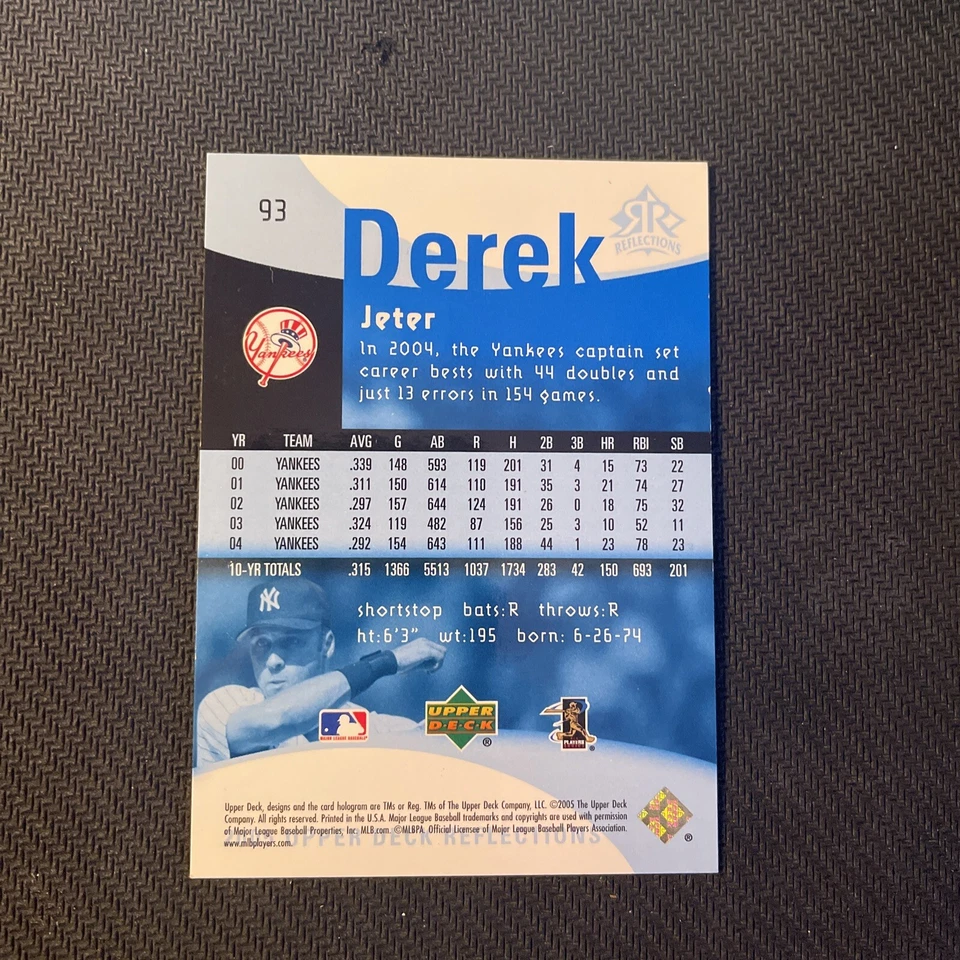 93
Derek
RR
REFLECTIONS
Jeter
Yankees
In 2004, the Yankees captain set
career bests with 44 doubles and
just 13 errors in 154 games.
YR TEAM AVG G AB R H 2B 3B HR RBI SB
00 YANKEES .339 148 593 119 201 31 4 15 73 22
01 YANKEES .311 150 614 110 191 35 3 21 74 27
02 YANKEES .297 157 644 124 191 26 0 18 75 32
03 YANKEES .324 119 482 87 156 25 3 10 52 11
04 YANKEES .292 154 643 111 188 44 1 23 78 23
10-YR TOTALS .315 1366 5513 1037 1734 283 42 150 693 201
shortstop bats:R throws:R
ht:6'3" wt:195 born: 6-26-74
NY
MAJOR LEAGUE BASEBALL
UPPER
DECK
®
PLAYERS
®
Upper Deck, designs and the card hologram are TMs or Reg. TMs of The Upper Deck Company, LLC. ©2005 The Upper Deck
Company. All rights reserved. Printed in the U.S.A. Major League Baseball trademarks and copyrights are used with permission
of Major League Baseball Properties, Inc. MLB.com. ©MLBPA. Official Licensee of Major League Baseball Players Association.
www.mlbplayers.com.
UPPER DECK REFLECTIONS
®